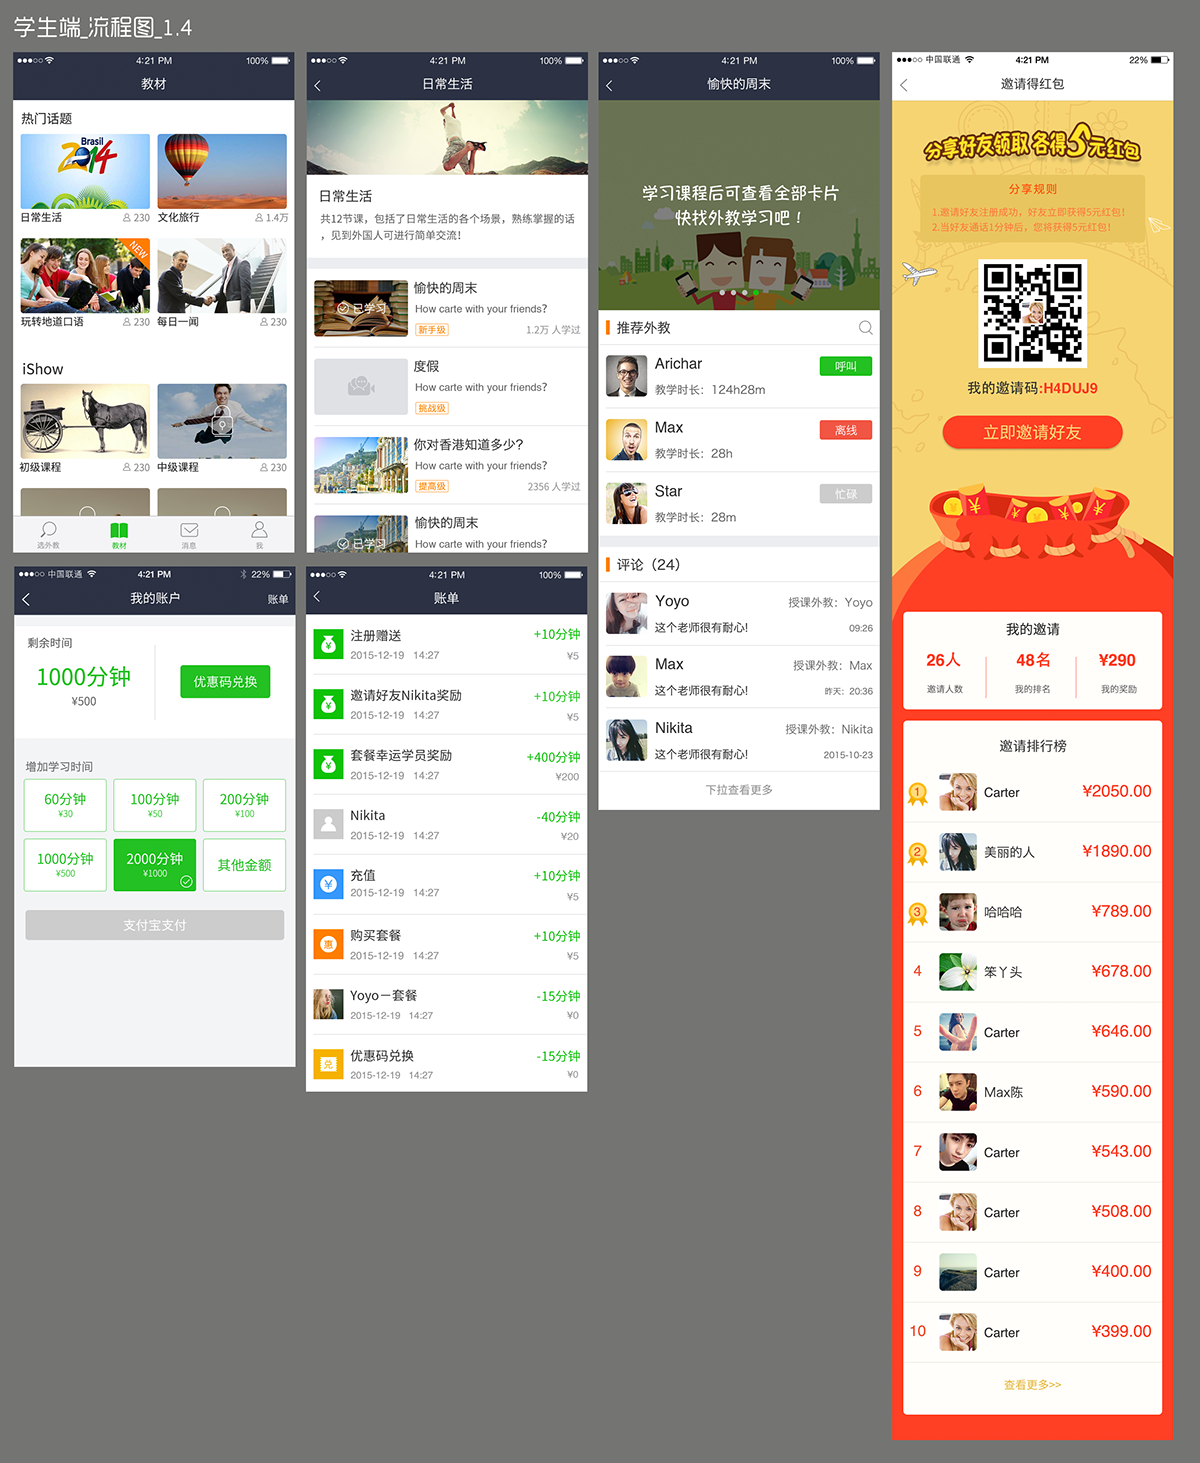 学生端_流程图_1.4
4:21 PM
100%
教材
热门话题
Brasil
2014
日常生活
230
文化旅行
1.4万
NEW
玩转地道口语
230
每日一闻
230
iShow
初级课程
230
中级课程
230
选外教
教材
消息
我
4:21 PM
100%
日常生活
日常生活
共12节课，包括了日常生活的各个场景，熟练掌握的话
，见到外国人可进行简单交流！
已学习
愉快的周末
How carte with your friends?
新手级
1.2万 人学过
度假
How carte with your friends?
挑战级
你对香港知道多少？
How carte with your friends?
提高级
2356 人学过
已学习
愉快的周末
How carte with your friends?
4:21 PM
100%
愉快的周末
学习课程后可查看全部卡片
快找外教学习吧！
推荐外教
Arichar
呼叫
教学时长：124h28m
Max
离线
教学时长：28h
Star
忙碌
教学时长：28m
评论（24）
Yoyo
授课外教：Yoyo
这个老师很有耐心!
09:26
Max
授课外教：Max
这个老师很有耐心!
昨天：20:36
Nikita
授课外教：Nikita
这个老师很有耐心!
2015-10-23
下拉查看更多
中国联通
4:21 PM
22%
邀请得红包
分享好友领取 各得5元红包
分享规则
1.邀请好友注册成功，好友立即获得5元红包！
2.当好友通话1分钟后，您将获得5元红包！
我的邀请码:H4DUJ9
立即邀请好友
我的邀请
26人
48名
¥290
邀请人数
我的排名
我的奖励
邀请排行榜
1
Carter
¥2050.00
2
美丽的人
¥1890.00
3
哈哈哈
¥789.00
4
笨丫头
¥678.00
5
Carter
¥646.00
6
Max陈
¥590.00
7
Carter
¥543.00
8
Carter
¥508.00
9
Carter
¥400.00
10
Carter
¥399.00
查看更多>>
中国联通
4:21 PM
22%
我的账户
账单
剩余时间
1000分钟
¥500
优惠码兑换
增加学习时间
60分钟
¥30
100分钟
¥50
200分钟
¥100
1000分钟
¥500
2000分钟
¥1000
其他金额
支付宝支付
4:21 PM
100%
账单
注册赠送
+10分钟
2015-12-19 14:27
¥5
邀请好友Nikita奖励
+10分钟
2015-12-19 14:27
¥5
套餐幸运学员奖励
+400分钟
2015-12-19 14:27
¥200
Nikita
-40分钟
2015-12-19 14:27
¥20
充值
+10分钟
2015-12-19 14:27
¥5
惠
购买套餐
+10分钟
2015-12-19 14:27
¥5
Yoyo－套餐
-15分钟
2015-12-19 14:27
¥0
兑
优惠码兑换
-15分钟
2015-12-19 14:27
¥0